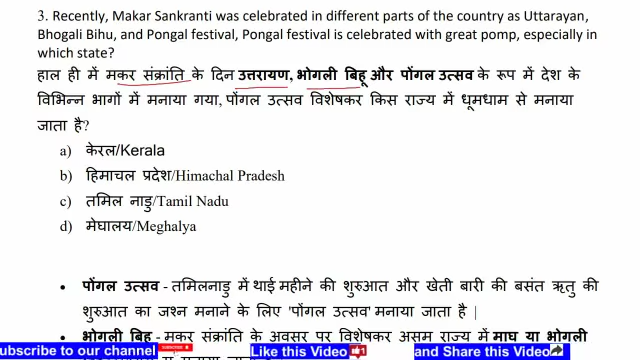 3. Recently, Makar Sankranti was celebrated in different parts of the country as Uttarayan,
Bhogali Bihu, and Pongal festival, Pongal festival is celebrated with great pomp, especially in
which state?
हाल ही में मकर संक्रांति के दिन उत्तरायण, भोगली बिहू और पोंगल उत्सव के रूप में देश के
विभिन्न भागों में मनाया गया, पोंगल उत्सव विशेषकर किस राज्य में धूमधाम से मनाया
जाता है?
a) केरल/Kerala
b) हिमाचल प्रदेश/Himachal Pradesh
c) तमिल नाडु/Tamil Nadu
d) मेघालय/Meghalya
• पोंगल उत्सव - तमिलनाडु में थाई महीने की शुरुआत और खेती बारी की बसंत ऋतु की
शुरुआत का जश्न मनाने के लिए 'पोंगल उत्सव' मनाया जाता है |
• भोगली बिहू - मकर संक्रांति के अवसर पर विशेषकर असम राज्य में माघ या भोगली
ubscribe to our channel Like this Video and Share this Video